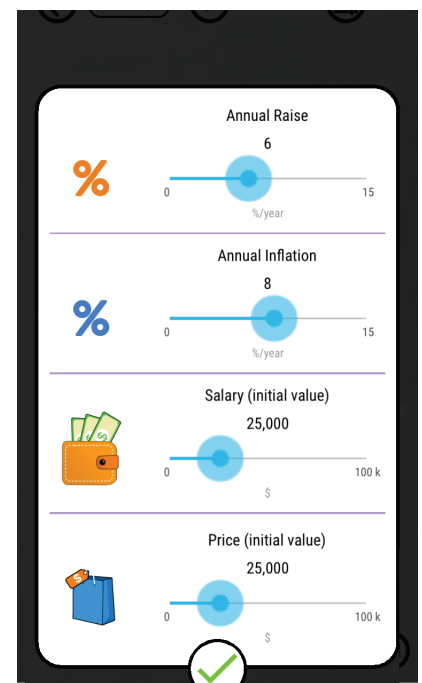 Annual Raise
6
%
0
15
%/year
Annual Inflation
8
%
0
15
%/year
Salary (initial value)
25,000
0
100 k
$
Price (initial value)
25,000
0
100 k
$